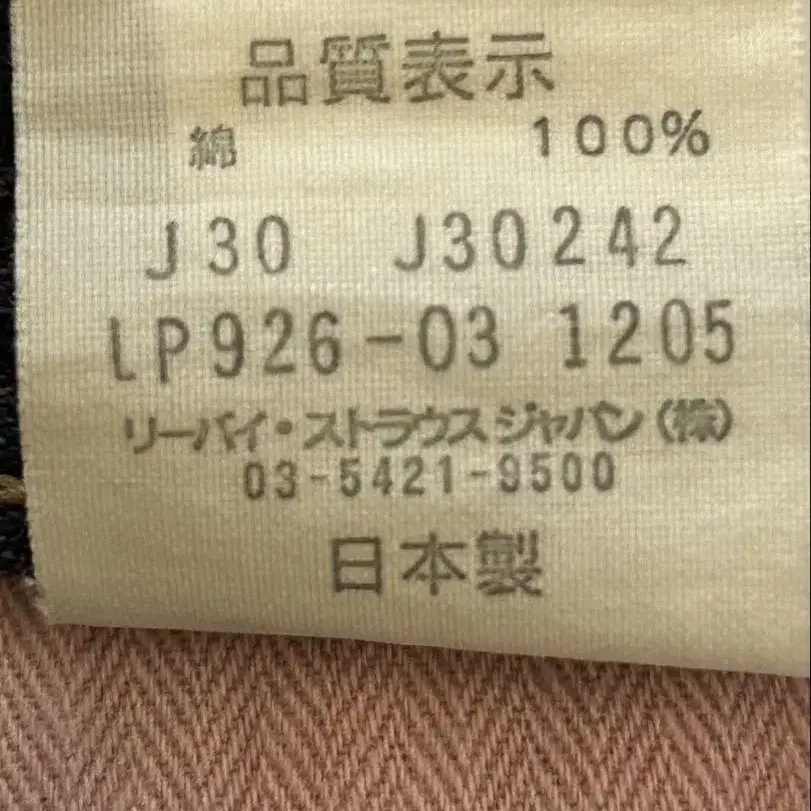 品質表示
綿 100%
J30 J30242
LP926-03 1205
リーバイ・ストラウス ジャパン(株)
03-5421-9500
日本製